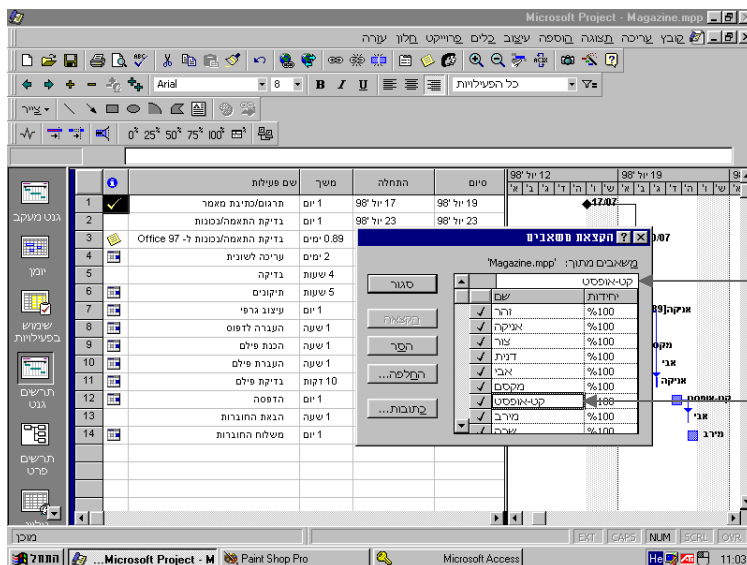 Microsoft Project - Magazine.mpp
קובץ עריכה תצוגה הוספה עיצוב כלים פרוייקט חלון עזרה
Arial 8 B I U כל הפעילויות
צייר
0% 25% 50% 75% 100%
שם פעילות משך התחלה סיום
12 יול '98 19 יול '98
1 תרגום/כתיבת מאמר 1 יום 17 יול '98 19 יול '98
2 בדיקת התאמה/נכונות 1 יום 23 יול '98 23 יול '98
3 בדיקת התאמה/נכונות ל- Office 97 0.89 ימים
4 עריכה לשונית 2 ימים
5 בדיקה 4 שעות
6 תיקונים 5 שעות
7 עיצוב גרפי 1 יום
8 העברה לדפוס 1 שעה
9 הכנת פילם 1 שעה
10 העברת פילם 1 שעה
11 בדיקת פילם 10 דקות
12 הדפסה 1 יום
13 הבאת החוברות 1 שעה
14 משלוח החוברות 1 יום
17/07
אניקה
אבי
אניקה
אבי
מירב
גנט מעקב
יומן
שימוש בפעילויות
תרשים גנט
תרשים פרט
הקצאת משאבים
משאבים מתוך: 'Magazine.mpp'
קט-אופסט
שם יחידות
זהר %100
אניקה %100
צור %100
דנית %100
אבי %100
מקסם %100
קט-אופסט %100
מירב %100
שרה %100
סגור
הקצאה
הסר
החלפה...
כתובות...
מוכן
EXT CAPS NUM SCRL OVR
התחל
Microsoft Project - M...
Paint Shop Pro
Microsoft Access
He
11:03